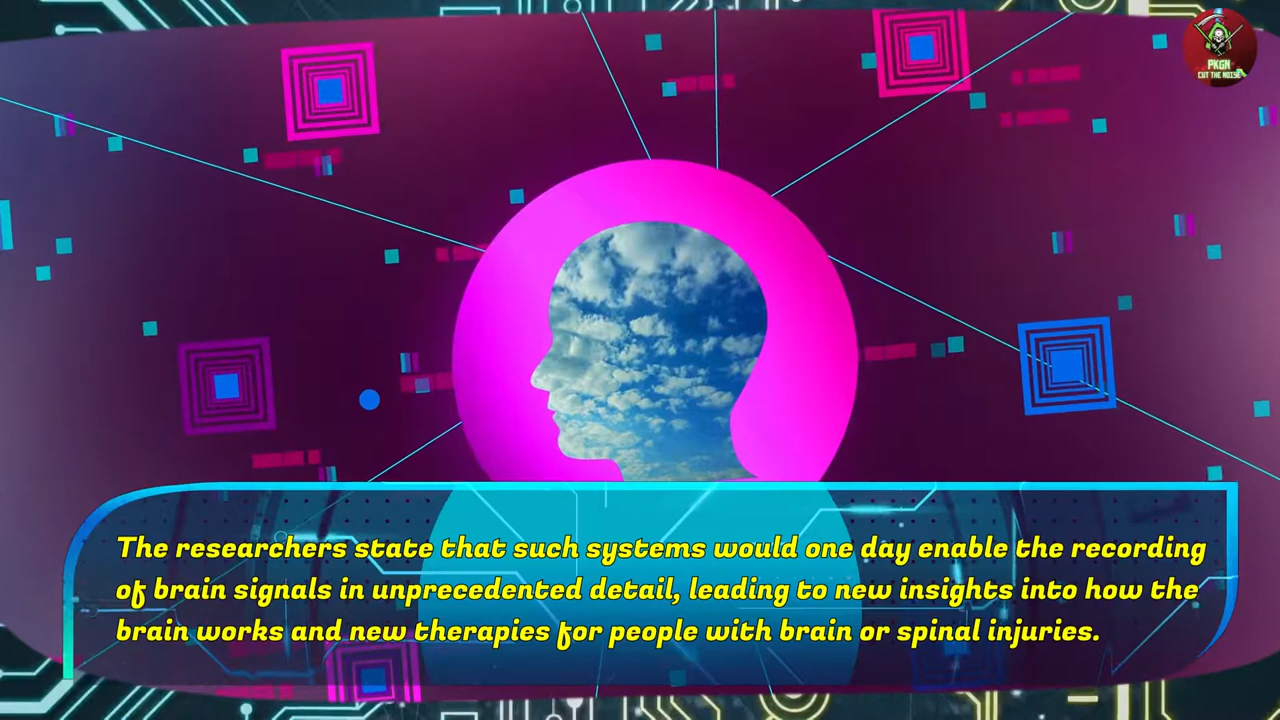 PKGN
CUT THE NOISE
The researchers state that such systems would one day enable the recording
of brain signals in unprecedented detail, leading to new insights into how the
brain works and new therapies for people with brain or spinal injuries.